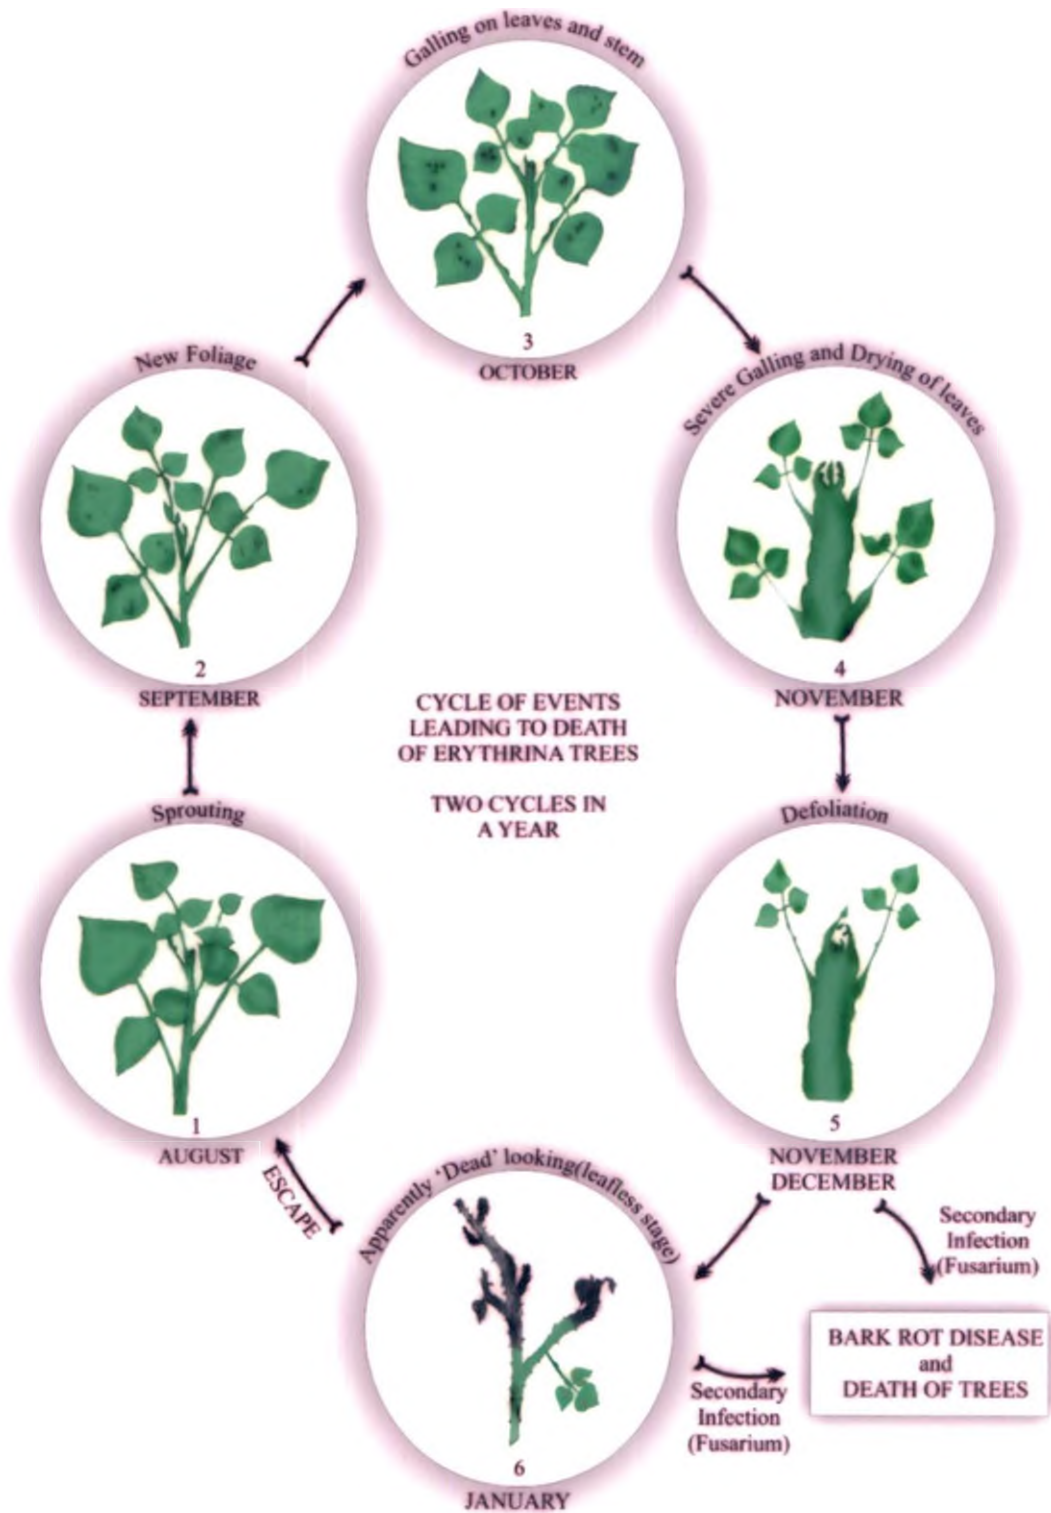 Galling on leaves and stem
3
OCTOBER
New Foliage
2
SEPTEMBER
Severe Galling and Drying of leaves
4
NOVEMBER
CYCLE OF EVENTS
LEADING TO DEATH
OF ERYTHRINA TREES
TWO CYCLES IN
A YEAR
Sprouting
1
AUGUST
Defoliation
5
NOVEMBER
DECEMBER
ESCAPE
Apparently 'Dead' looking(leafless stage)
6
JANUARY
Secondary
Infection
(Fusarium)
BARK ROT DISEASE
and
DEATH OF TREES
Secondary
Infection
(Fusarium)